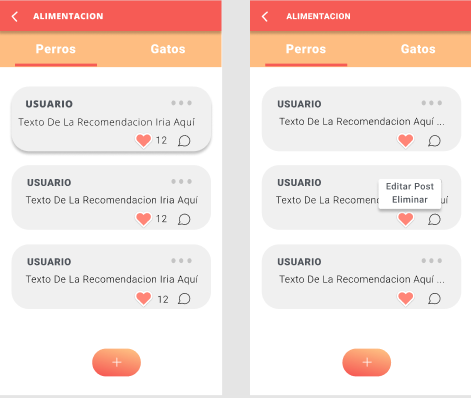 ALIMENTACION
Perros Gatos
USUARIO
Texto De La Recomendacion Iria Aquí
12
USUARIO
Texto De La Recomendacion Iria Aquí
12
USUARIO
Texto De La Recomendacion Iria Aquí
12
+
ALIMENTACION
Perros Gatos
USUARIO
Texto De La Recomendacion Aquí ...
USUARIO
Editar Post
Texto De La
Eliminar
USUARIO
Texto De La Recomendacion Aquí ...
+